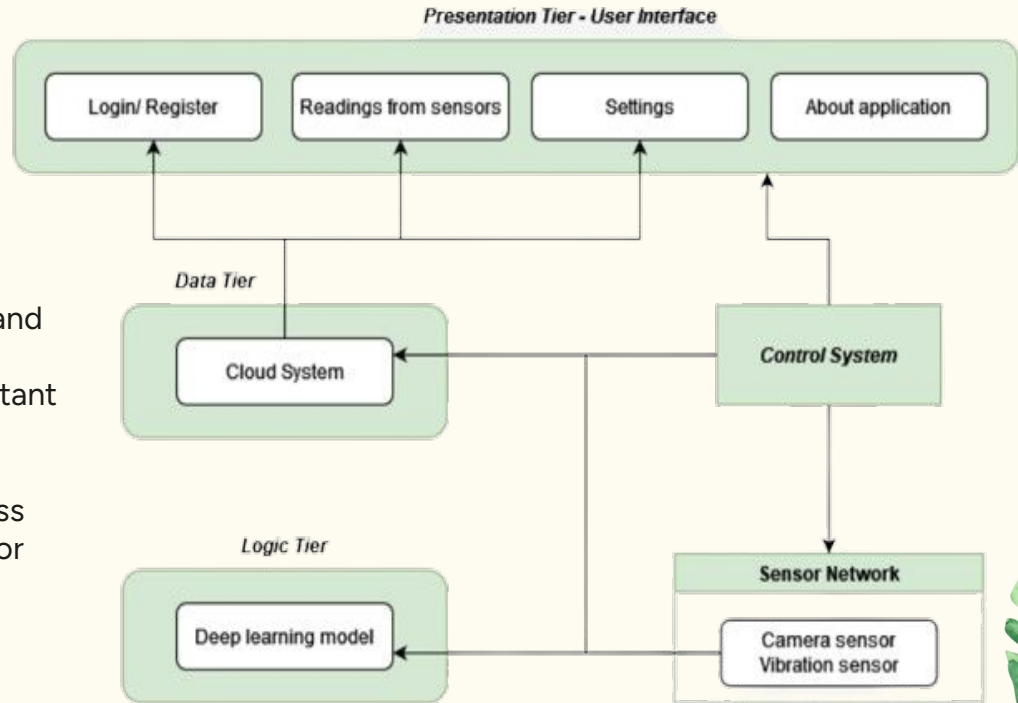 Presentation Tier - User Interface
Login/ Register
Readings from sensors
Settings
About application
Data Tier
and
tant
Cloud System
Control System
ss
or
Logic Tier
Deep learning model
Sensor Network
Camera sensor
Vibration sensor